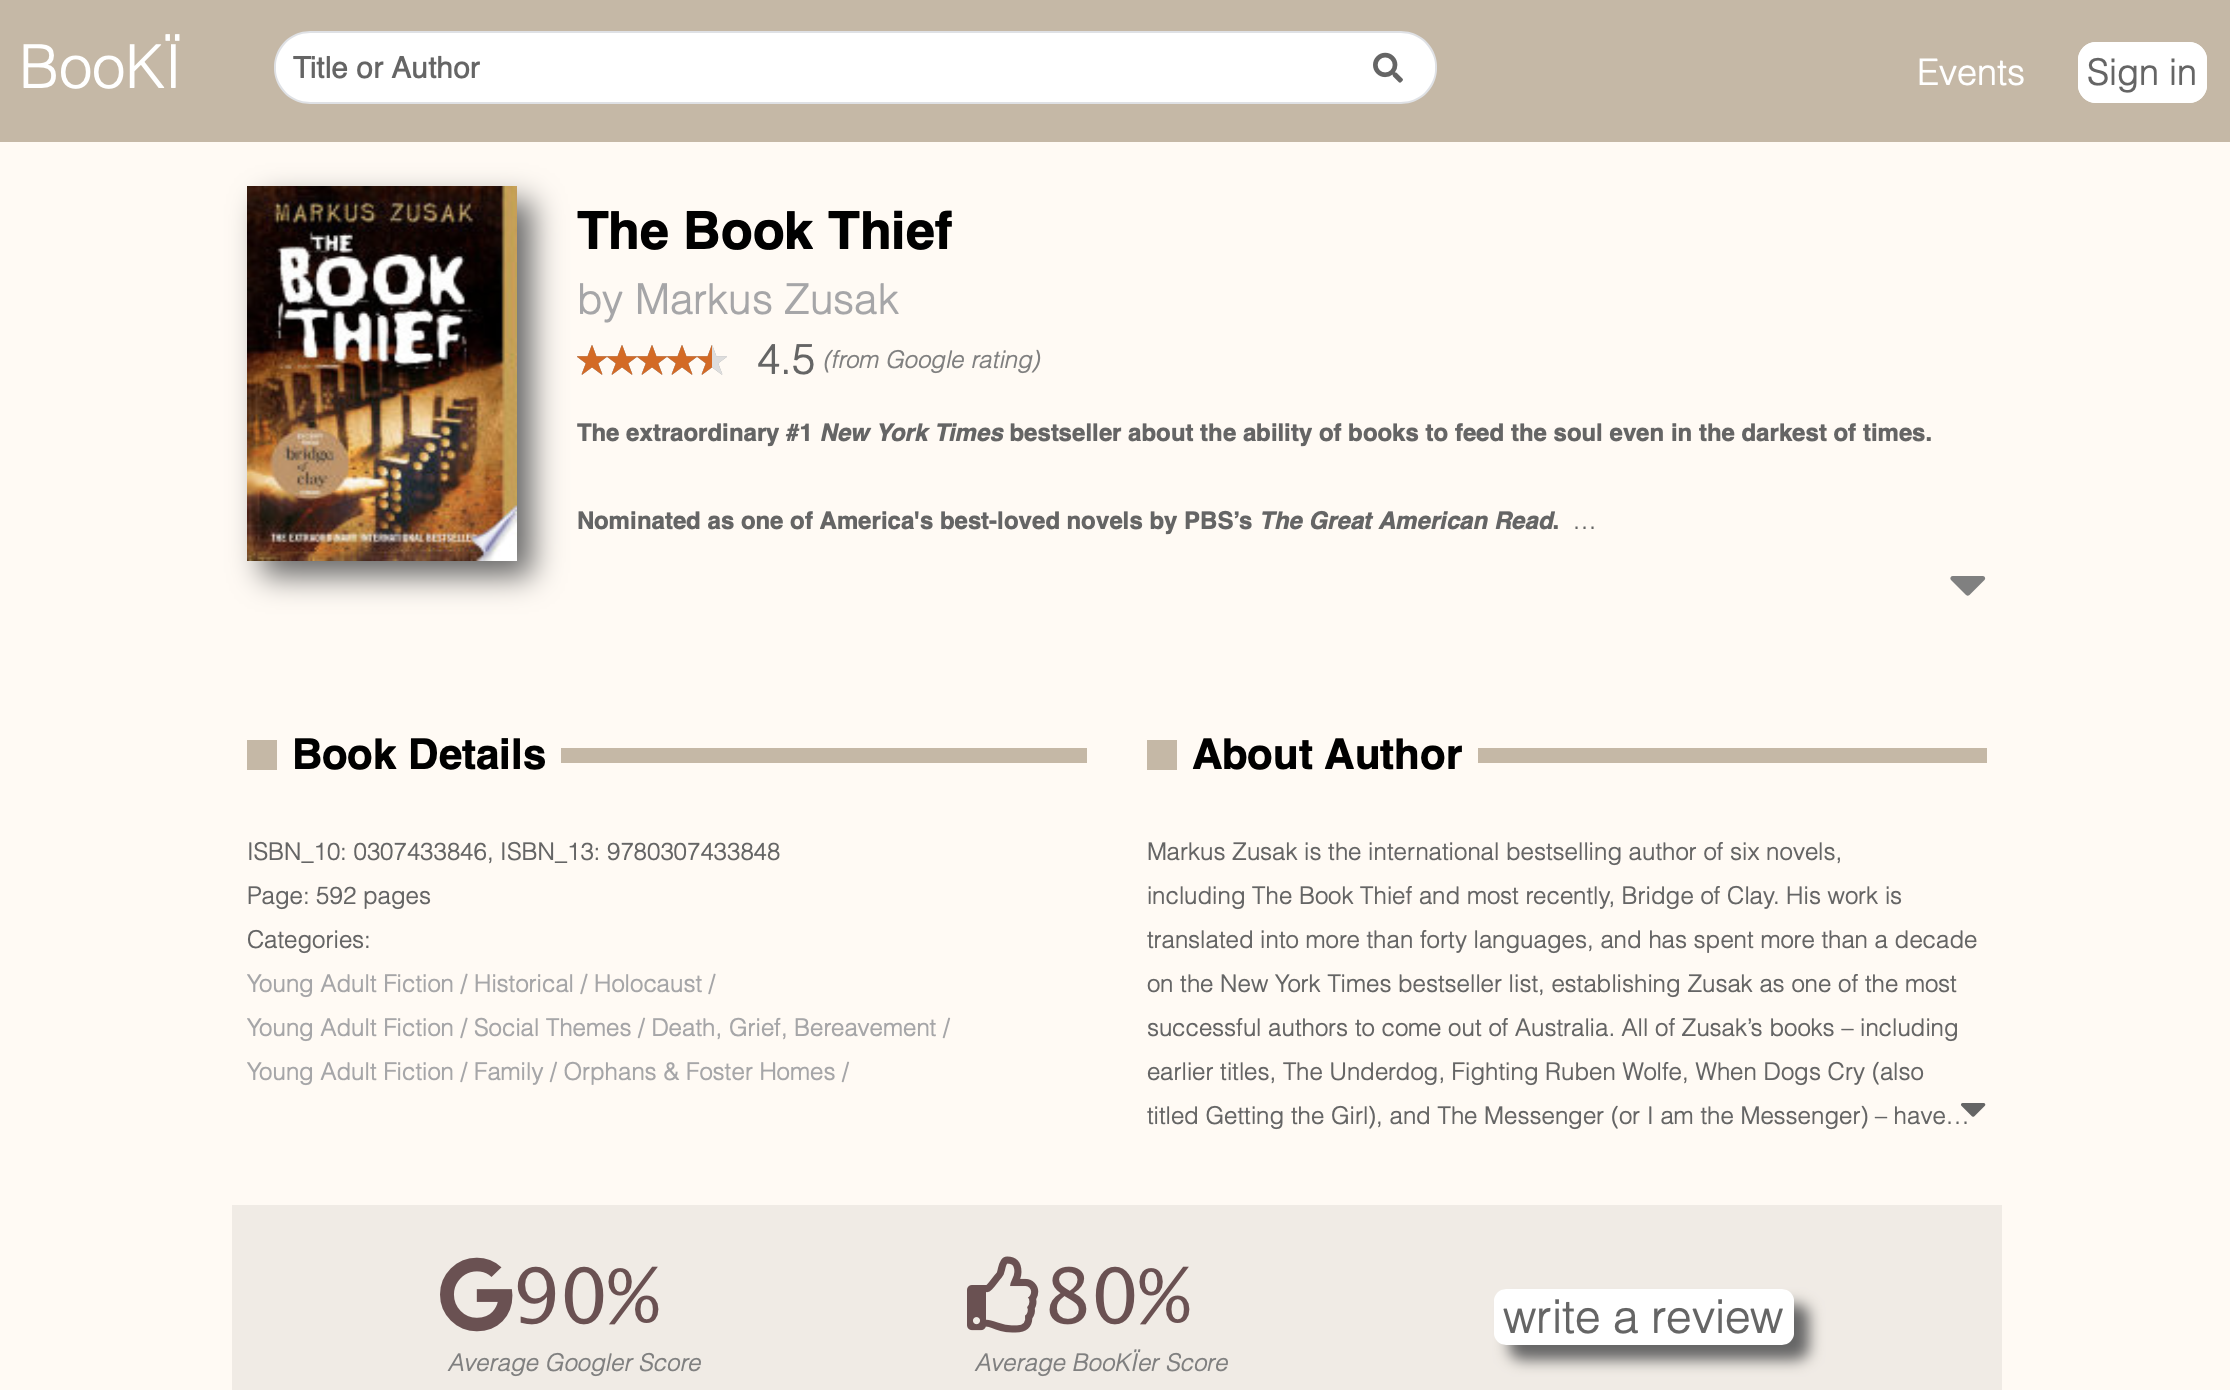 BooKÏ
Title or Author
Events
Sign in
MARKUS ZUSAK
THE
BOOK
THIEF
bridge
of
clay
THE EXTRAORDINARY INTERNATIONAL BESTSELLER
The Book Thief
by Markus Zusak
4.5 (from Google rating)
The extraordinary #1 New York Times bestseller about the ability of books to feed the soul even in the darkest of times.
Nominated as one of America's best-loved novels by PBS’s The Great American Read. …
Book Details
ISBN_10: 0307433846, ISBN_13: 9780307433848
Page: 592 pages
Categories:
Young Adult Fiction / Historical / Holocaust /
Young Adult Fiction / Social Themes / Death, Grief, Bereavement /
Young Adult Fiction / Family / Orphans & Foster Homes /
About Author
Markus Zusak is the international bestselling author of six novels,
including The Book Thief and most recently, Bridge of Clay. His work is
translated into more than forty languages, and has spent more than a decade
on the New York Times bestseller list, establishing Zusak as one of the most
successful authors to come out of Australia. All of Zusak’s books – including
earlier titles, The Underdog, Fighting Ruben Wolfe, When Dogs Cry (also
titled Getting the Girl), and The Messenger (or I am the Messenger) – have…
G90%
Average Googler Score
80%
Average BooKÏer Score
write a review